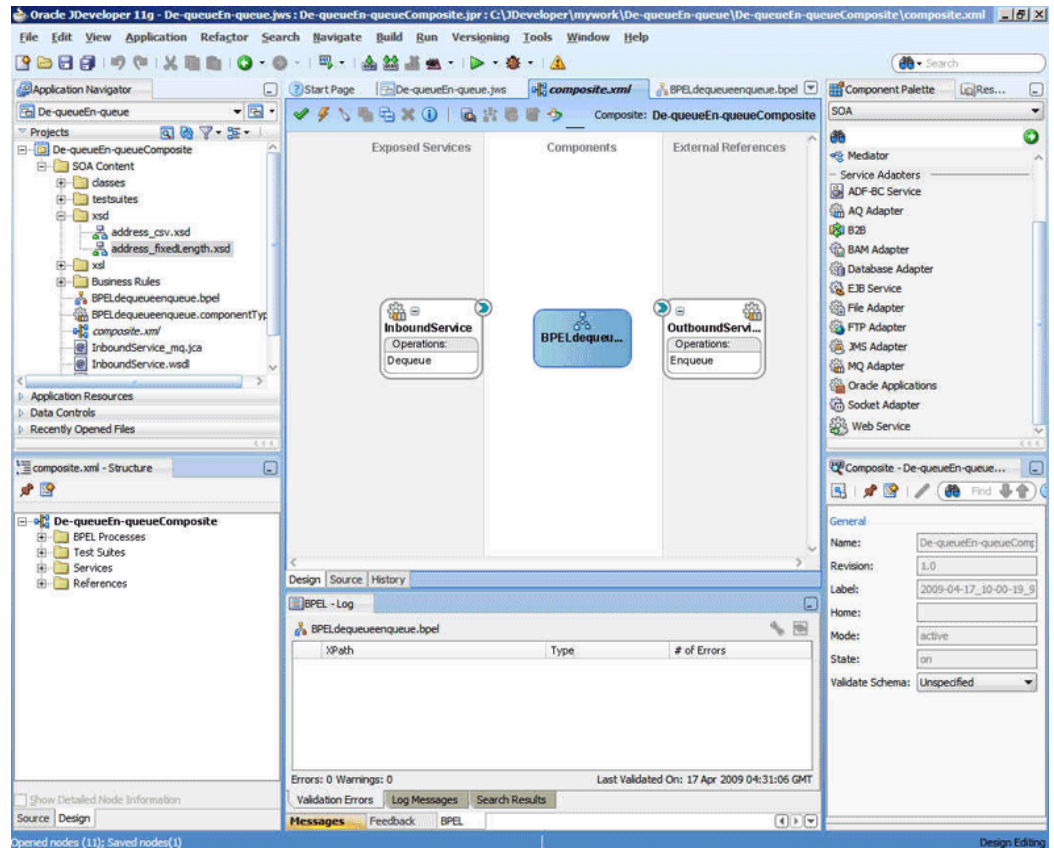 Oracle JDeveloper 11g - De-queueEn-queue.jws : De-queueEn-queueComposite.jpr : C:\JDeveloper\mywork\De-queueEn-queue\De-queueEn-queueComposite\composite.xml
File Edit View Application Refactor Search Navigate Build Run Versioning Tools Window Help
Search
Application Navigator
De-queueEn-queue
Projects
De-queueEn-queueComposite
SOA Content
classes
testsuites
xsd
address_csv.xsd
address_fixedLength.xsd
xsl
Business Rules
BPELdequeueenqueue.bpel
BPELdequeueenqueue.componentTyp
composite.xml
InboundService_mq.jca
InboundService.wsdl
Application Resources
Data Controls
Recently Opened Files
composite.xml - Structure
De-queueEn-queueComposite
BPEL Processes
Test Suites
Services
References
Show Detailed Node Information
Source Design
Start Page De-queueEn-queue.jws composite.xml BPELdequeueenqueue.bpel
Composite: De-queueEn-queueComposite
Exposed Services Components External References
InboundService
Operations:
Dequeue
BPELdequeu...
OutboundServi...
Operations:
Enqueue
Design Source History
BPEL - Log
BPELdequeueenqueue.bpel
XPath Type # of Errors
Errors: 0 Warnings: 0 Last Validated On: 17 Apr 2009 04:31:06 GMT
Validation Errors Log Messages Search Results
Messages Feedback BPEL
Component Palette Res...
SOA
Mediator
Service Adapters
ADF-BC Service
AQ Adapter
B2B
BAM Adapter
Database Adapter
EJB Service
File Adapter
FTP Adapter
JMS Adapter
MQ Adapter
Oracle Applications
Socket Adapter
Web Service
Composite - De-queueEn-queue...
Find
General
Name: De-queueEn-queueComp
Revision: 1.0
Label: 2009-04-17_10-00-19_9
Home:
Mode: active
State: on
Validate Schema: Unspecified
Opened nodes (11); Saved nodes(1) Design Editing